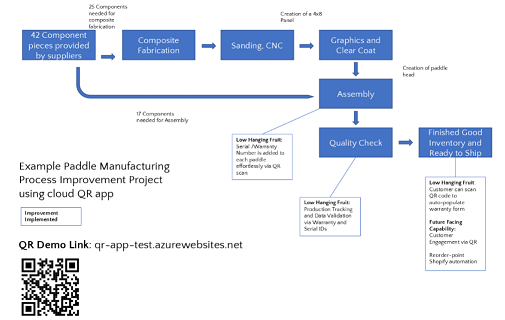 25 Components
needed for
composite
fabrication
Creation of a 4x8
Panel
42 Component
pieces provided
by suppliers
Composite
Fabrication
Sanding, CNC
Graphics and
Clear Coat
Creation of paddle
head
Assembly
17 Components
needed for Assembly
Quality Check
Finished Good
Inventory and
Ready to Ship
Low Hanging Fruit:
Serial /Warranty
Number is added to
each paddle
effortlessly via QR
scan
Example Paddle Manufacturing
Process Improvement Project
using cloud QR app
Improvement
Implemented
Low Hanging Fruit:
Production Tracking
and Data Validation
via Warranty and
Serial IDs
Low Hanging Fruit
Customer can scan
QR code to
auto-populate
warranty form
Future Facing
Capability:
Customer
Engagement via QR
Reorder-point
Shopify automation
QR Demo Link: qr-app-test.azurewebsites.net